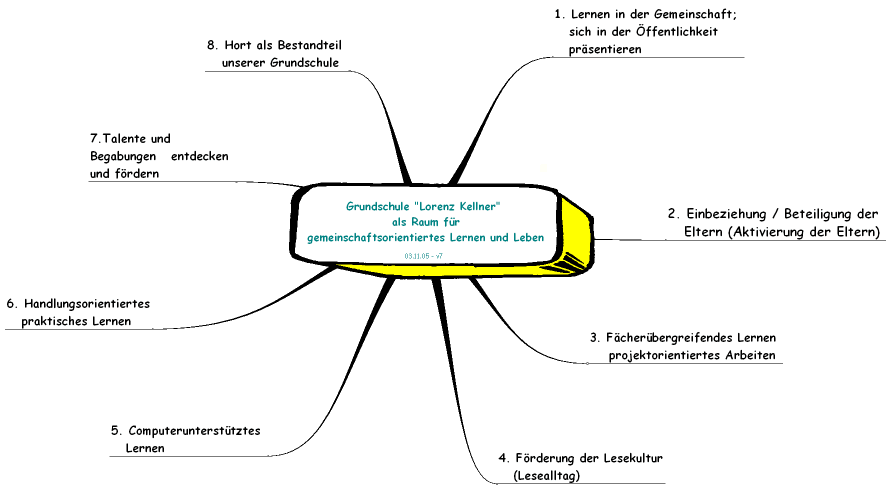 Grundschule "Lorenz Kellner"
als Raum für
gemeinschaftsorientiertes Lernen und Leben
03.11.05 - v7
1. Lernen in der Gemeinschaft;
sich in der Öffentlichkeit
präsentieren
2. Einbeziehung / Beteiligung der
Eltern (Aktivierung der Eltern)
3. Fächerübergreifendes Lernen
projektorientiertes Arbeiten
4. Förderung der Lesekultur
(Lesealltag)
5. Computerunterstütztes
Lernen
6. Handlungsorientiertes
praktisches Lernen
7.Talente und
Begabungen entdecken
und fördern
8. Hort als Bestandteil
unserer Grundschule